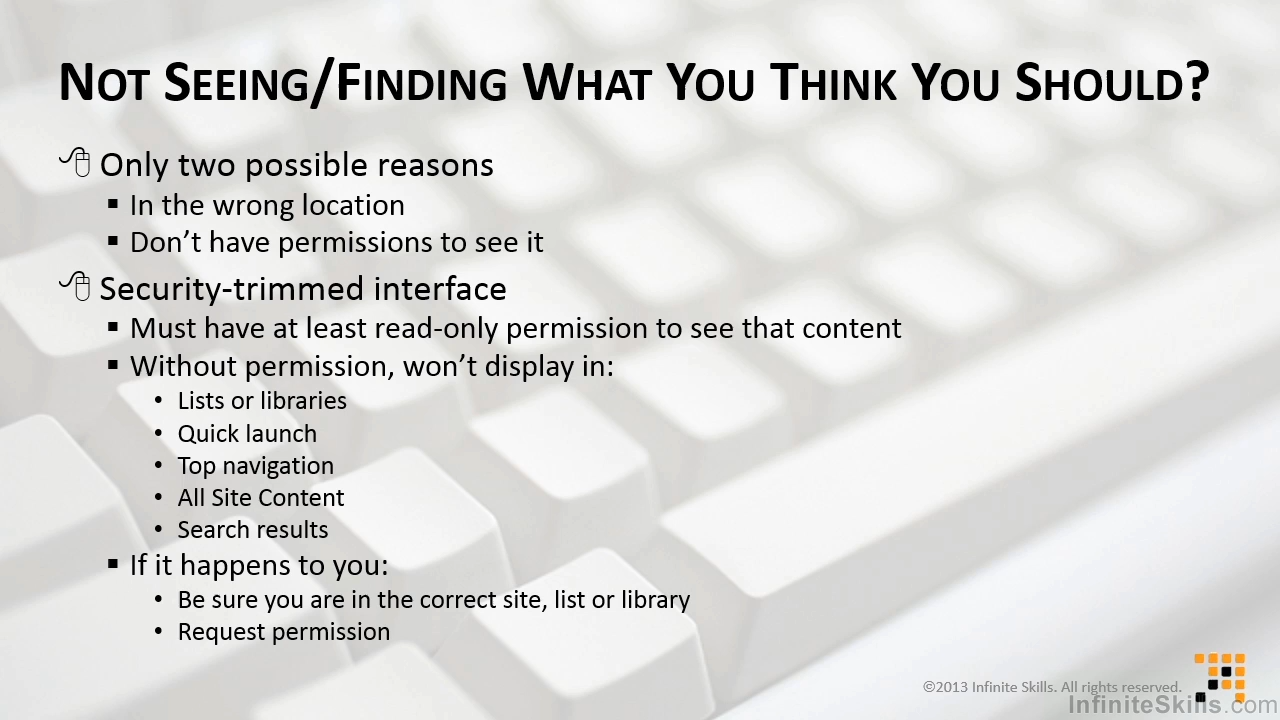 Not Seeing/Finding What You Think You Should?
Only two possible reasons
In the wrong location
Don’t have permissions to see it
Security-trimmed interface
Must have at least read-only permission to see that content
Without permission, won’t display in:
Lists or libraries
Quick launch
Top navigation
All Site Content
Search results
If it happens to you:
Be sure you are in the correct site, list or library
Request permission
©2013 Infinite Skills. All rights reserved.
InfiniteSkills.com